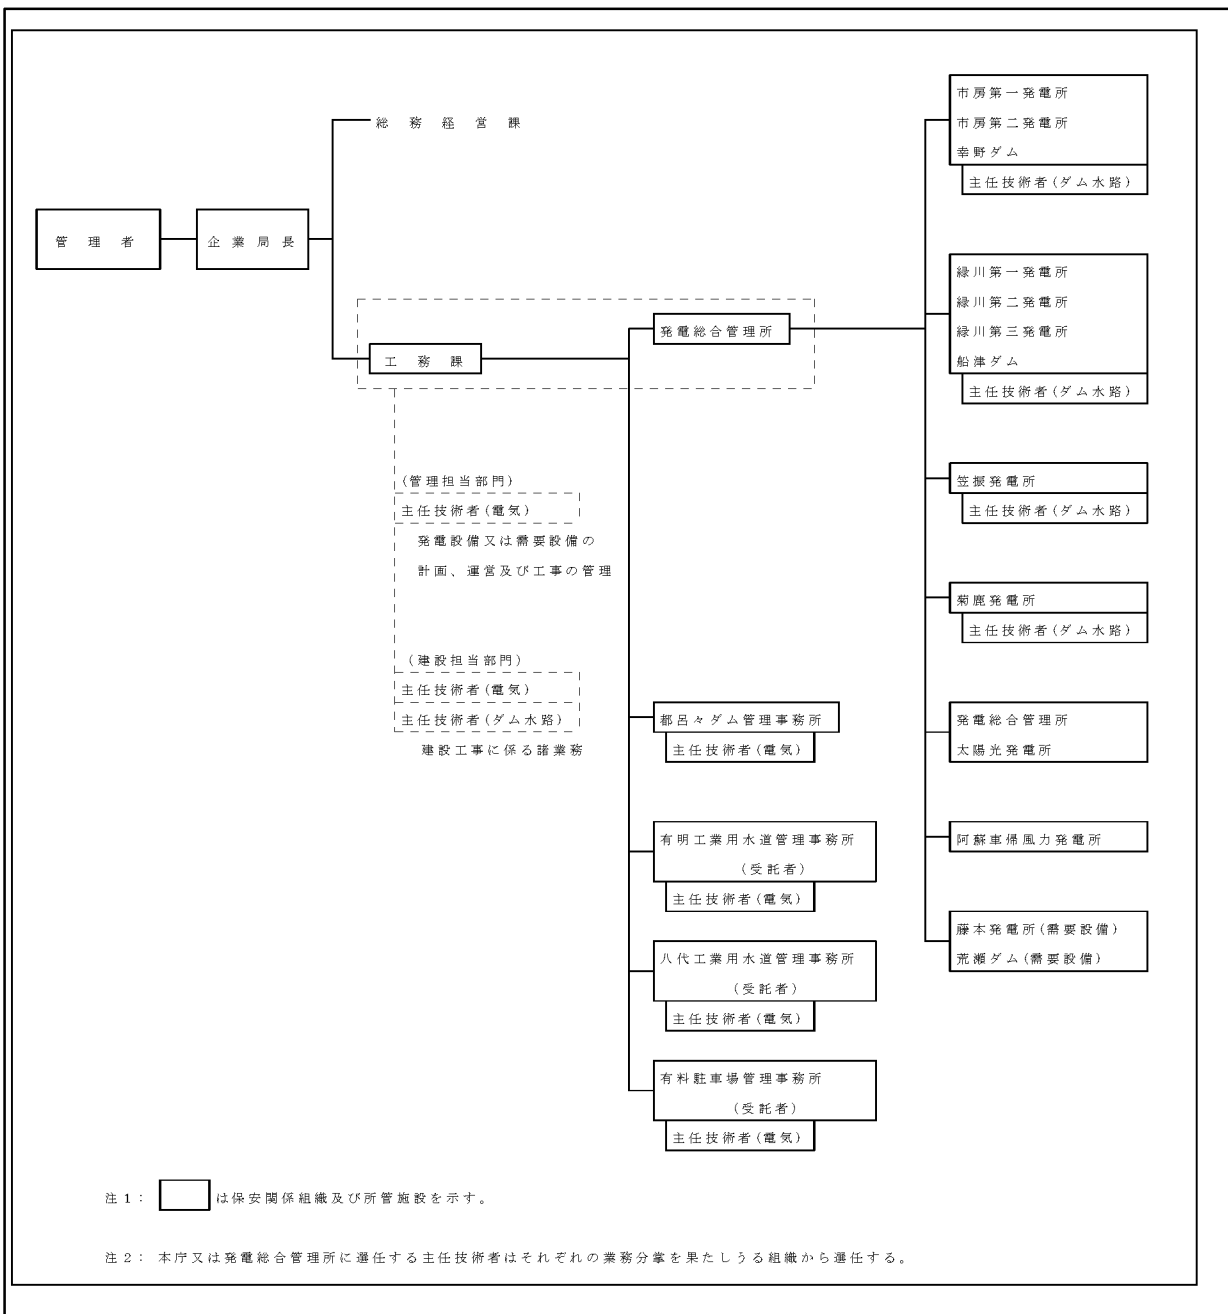 管理者
企業局長
総務経営課
工務課
発電総合管理所
(管理担当部門)
主任技術者(電気)
発電設備又は需要設備の
計画、運営及び工事の管理
(建設担当部門)
主任技術者(電気)
主任技術者(ダム水路)
建設工事に係る諸業務
都呂々ダム管理事務所
主任技術者(電気)
有明工業用水道管理事務所
(受託者)
主任技術者(電気)
八代工業用水道管理事務所
(受託者)
主任技術者(電気)
有料駐車場管理事務所
(受託者)
主任技術者(電気)
市房第一発電所
市房第二発電所
幸野ダム
主任技術者(ダム水路)
緑川第一発電所
緑川第二発電所
緑川第三発電所
船津ダム
主任技術者(ダム水路)
笠振発電所
主任技術者(ダム水路)
菊鹿発電所
主任技術者(ダム水路)
発電総合管理所
太陽光発電所
阿蘇車帰風力発電所
藤本発電所(需要設備)
荒瀬ダム(需要設備)
注1: は保安関係組織及び所管施設を示す。
注2: 本庁又は発電総合管理所に選任する主任技術者はそれぞれの業務分掌を果たしうる組織から選任する。